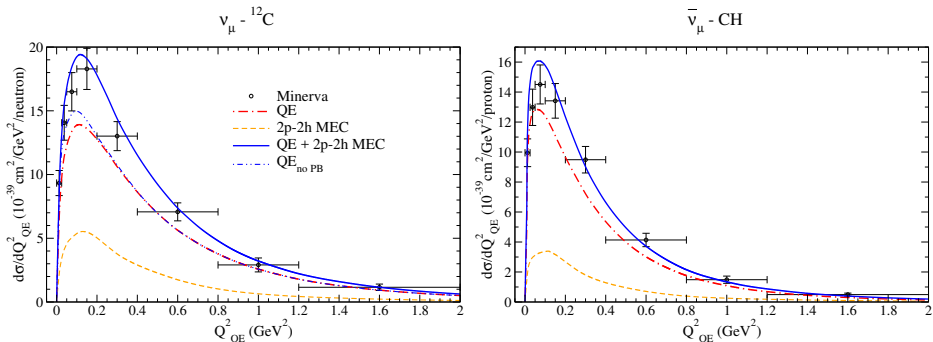 ν_μ - ¹²C
ν̅_μ - CH
dσ/dQ²_QE (10⁻³⁹ cm²/GeV²/neutron)
20
15
10
5
0
Minerva
QE
2p-2h MEC
QE + 2p-2h MEC
QE_no PB
0 0.2 0.4 0.6 0.8 1 1.2 1.4 1.6 1.8 2
Q²_QE (GeV²)
dσ/dQ²_QE (10⁻³⁹ cm²/GeV²/proton)
16
14
12
10
8
6
4
2
0
0 0.2 0.4 0.6 0.8 1 1.2 1.4 1.6 1.8 2
Q²_QE (GeV²)